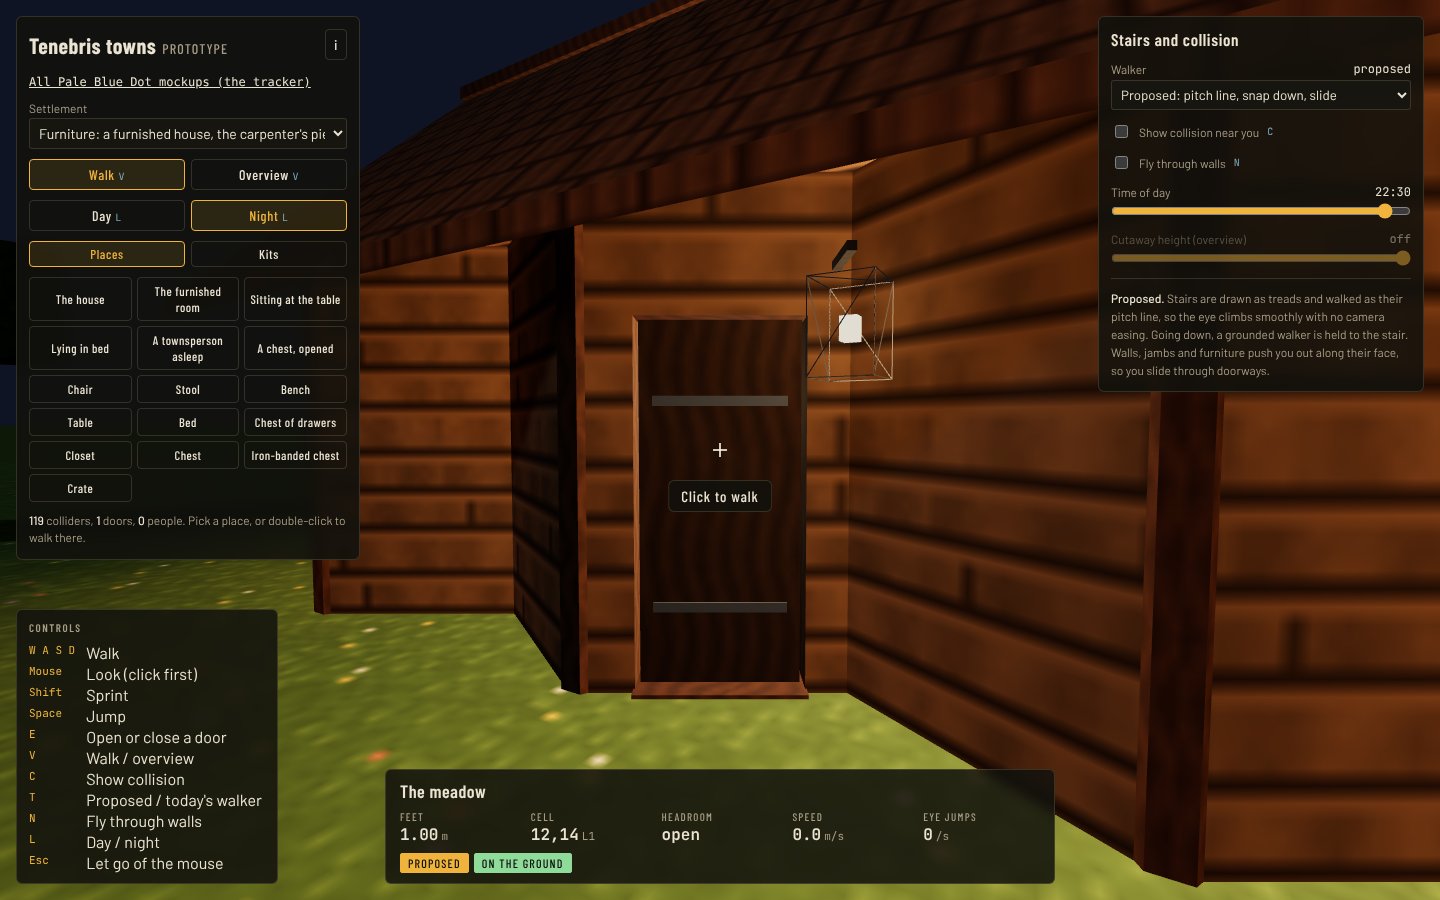 Tenebris towns PROTOTYPE
i
All Pale Blue Dot mockups (the tracker)
Settlement
Furniture: a furnished house, the carpenter's pie
Walk V
Overview V
Day L
Night L
Places
Kits
The house
The furnished room
Sitting at the table
Lying in bed
A townsperson asleep
A chest, opened
Chair
Stool
Bench
Table
Bed
Chest of drawers
Closet
Chest
Iron-banded chest
Crate
119 colliders, 1 doors, 0 people. Pick a place, or double-click to
walk there.
CONTROLS
W A S D Walk
Mouse Look (click first)
Shift Sprint
Space Jump
E Open or close a door
V Walk / overview
C Show collision
T Proposed / today's walker
N Fly through walls
L Day / night
Esc Let go of the mouse
Click to walk
The meadow
FEET
1.00 m
CELL
12,14 L1
HEADROOM
open
SPEED
0.0 m/s
EYE JUMPS
0 /s
PROPOSED
ON THE GROUND
Stairs and collision
Walker proposed
Proposed: pitch line, snap down, slide
Show collision near you C
Fly through walls N
Time of day 22:30
Cutaway height (overview) off
Proposed. Stairs are drawn as treads and walked as their
pitch line, so the eye climbs smoothly with no camera
easing. Going down, a grounded walker is held to the stair.
Walls, jambs and furniture push you out along their face,
so you slide through doorways.